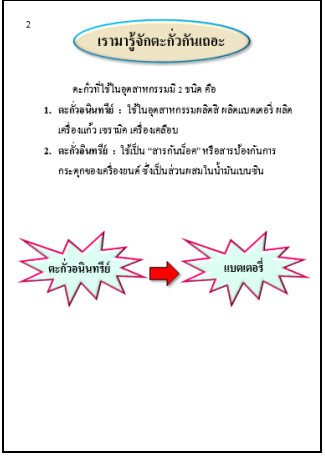 2
เรามารู้จักตะกั่วกันเถอะ
ตะกั่วที่ใช้ในอุตสาหกรรมมี 2 ชนิด คือ
1. ตะกั่วอนินทรีย์ : ใช้ในอุตสาหกรรมผลิตสี ผลิตแบตเตอรี่ ผลิต
เครื่องแก้ว เซรามิค เครื่องเคลือบ
2. ตะกั่วอินทรีย์ : ใช้เป็น “สารกันน็อค” หรือสารป้องกันการ
กระตุกของเครื่องยนต์ ซึ่งเป็นส่วนผสมในน้ำมันเบนซิน
ตะกั่วอนินทรีย์
แบตเตอรี่